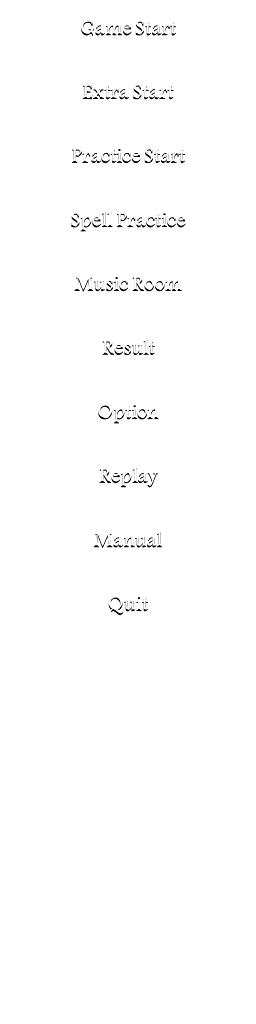 Game Start
Extra Start
Practice Start
Spell Practice
Music Room
Result
Option
Replay
Manual
Quit